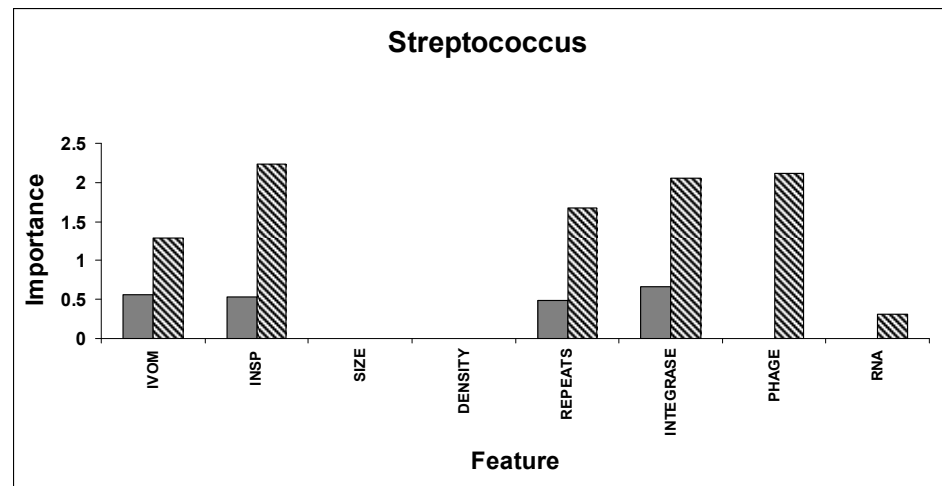 Streptococcus
Importance
2.5
2
1.5
1
0.5
0
IVOM
INSP
SIZE
DENSITY
REPEATS
INTEGRASE
PHAGE
RNA
Feature